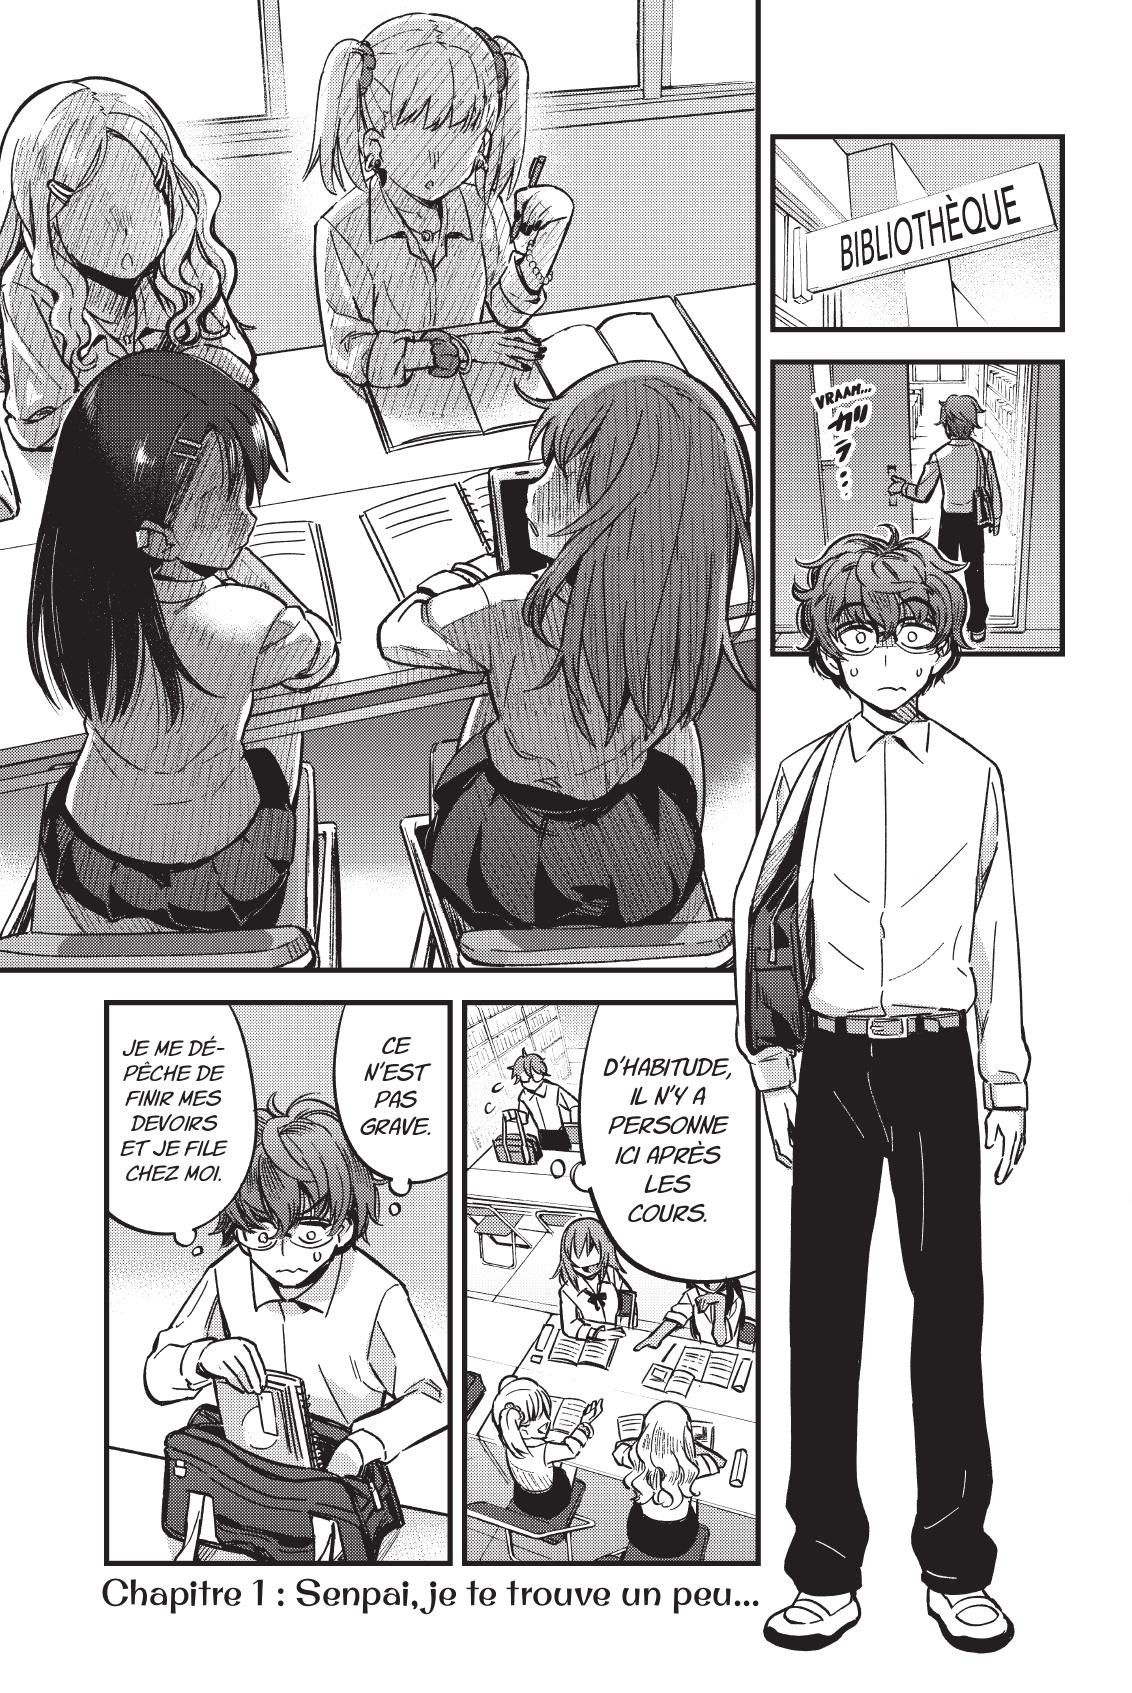 BIBLIOTHÈQUE
VRAAM...
ガラ...
D'HABITUDE,
IL N'Y A
PERSONNE
ICI APRÈS
LES
COURS.
CE
N'EST
PAS
GRAVE.
JE ME DÉ-
PÊCHE DE
FINIR MES
DEVOIRS
ET JE FILE
CHEZ MOI.
Chapitre 1 : Senpai, je te trouve un peu...